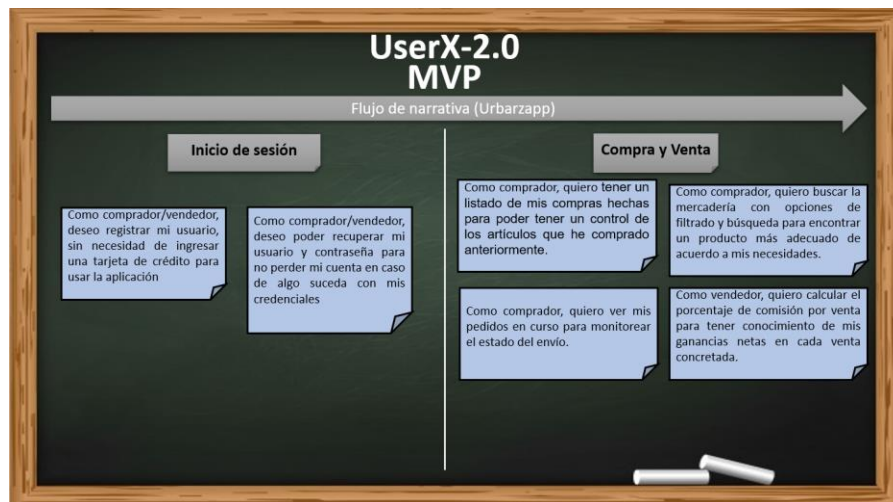 UserX-2.0
MVP
Flujo de narrativa (Urbarzapp)
Inicio de sesión
Como comprador/vendedor,
deseo registrar mi usuario,
sin necesidad de ingresar
una tarjeta de crédito para
usar la aplicación
Como comprador/vendedor,
deseo poder recuperar mi
usuario y contraseña para
no perder mi cuenta en caso
de algo suceda con mis
credenciales
Compra y Venta
Como comprador, quiero tener un
listado de mis compras hechas
para poder tener un control de
los artículos que he comprado
anteriormente.
Como comprador, quiero buscar la
mercadería con opciones de
filtrado y búsqueda para encontrar
un producto más adecuado de
acuerdo a mis necesidades.
Como comprador, quiero ver mis
pedidos en curso para monitorear
el estado del envío.
Como vendedor, quiero calcular el
porcentaje de comisión por venta
para tener conocimiento de mis
ganancias netas en cada venta
concretada.